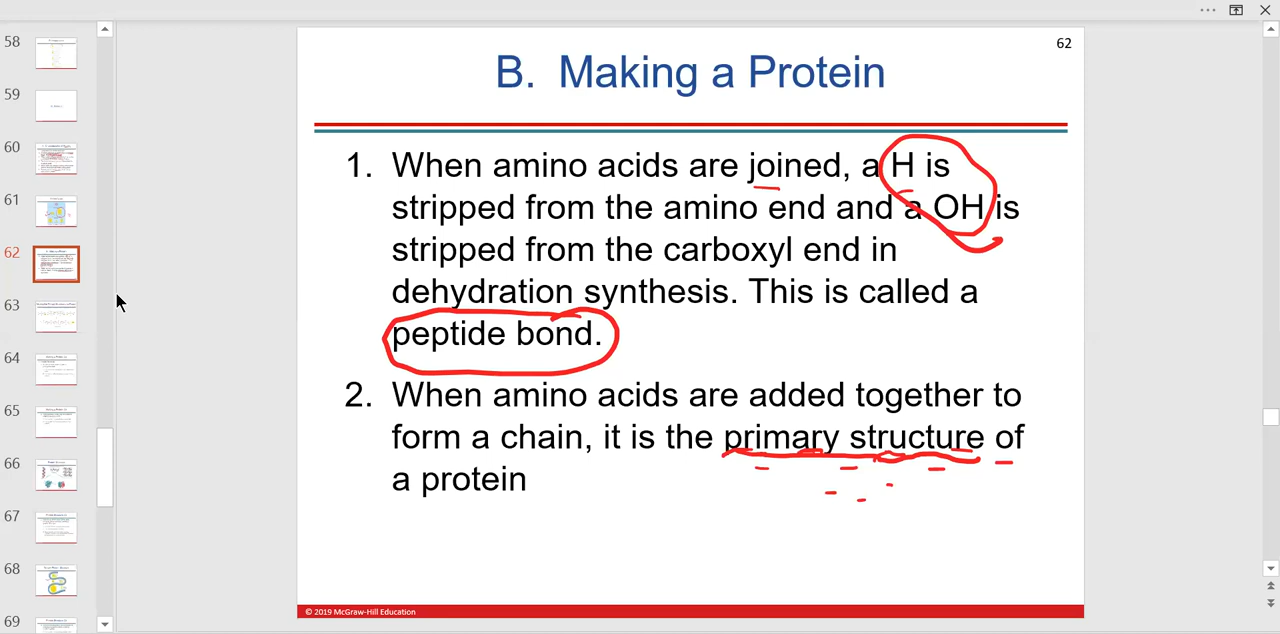 62
B. Making a Protein
1. When amino acids are joined, a H is
stripped from the amino end and a OH is
stripped from the carboxyl end in
dehydration synthesis. This is called a
peptide bond.
2. When amino acids are added together to
form a chain, it is the primary structure of
a protein
© 2019 McGraw-Hill Education
58
59
60
61
62
63
64
65
66
67
68
69